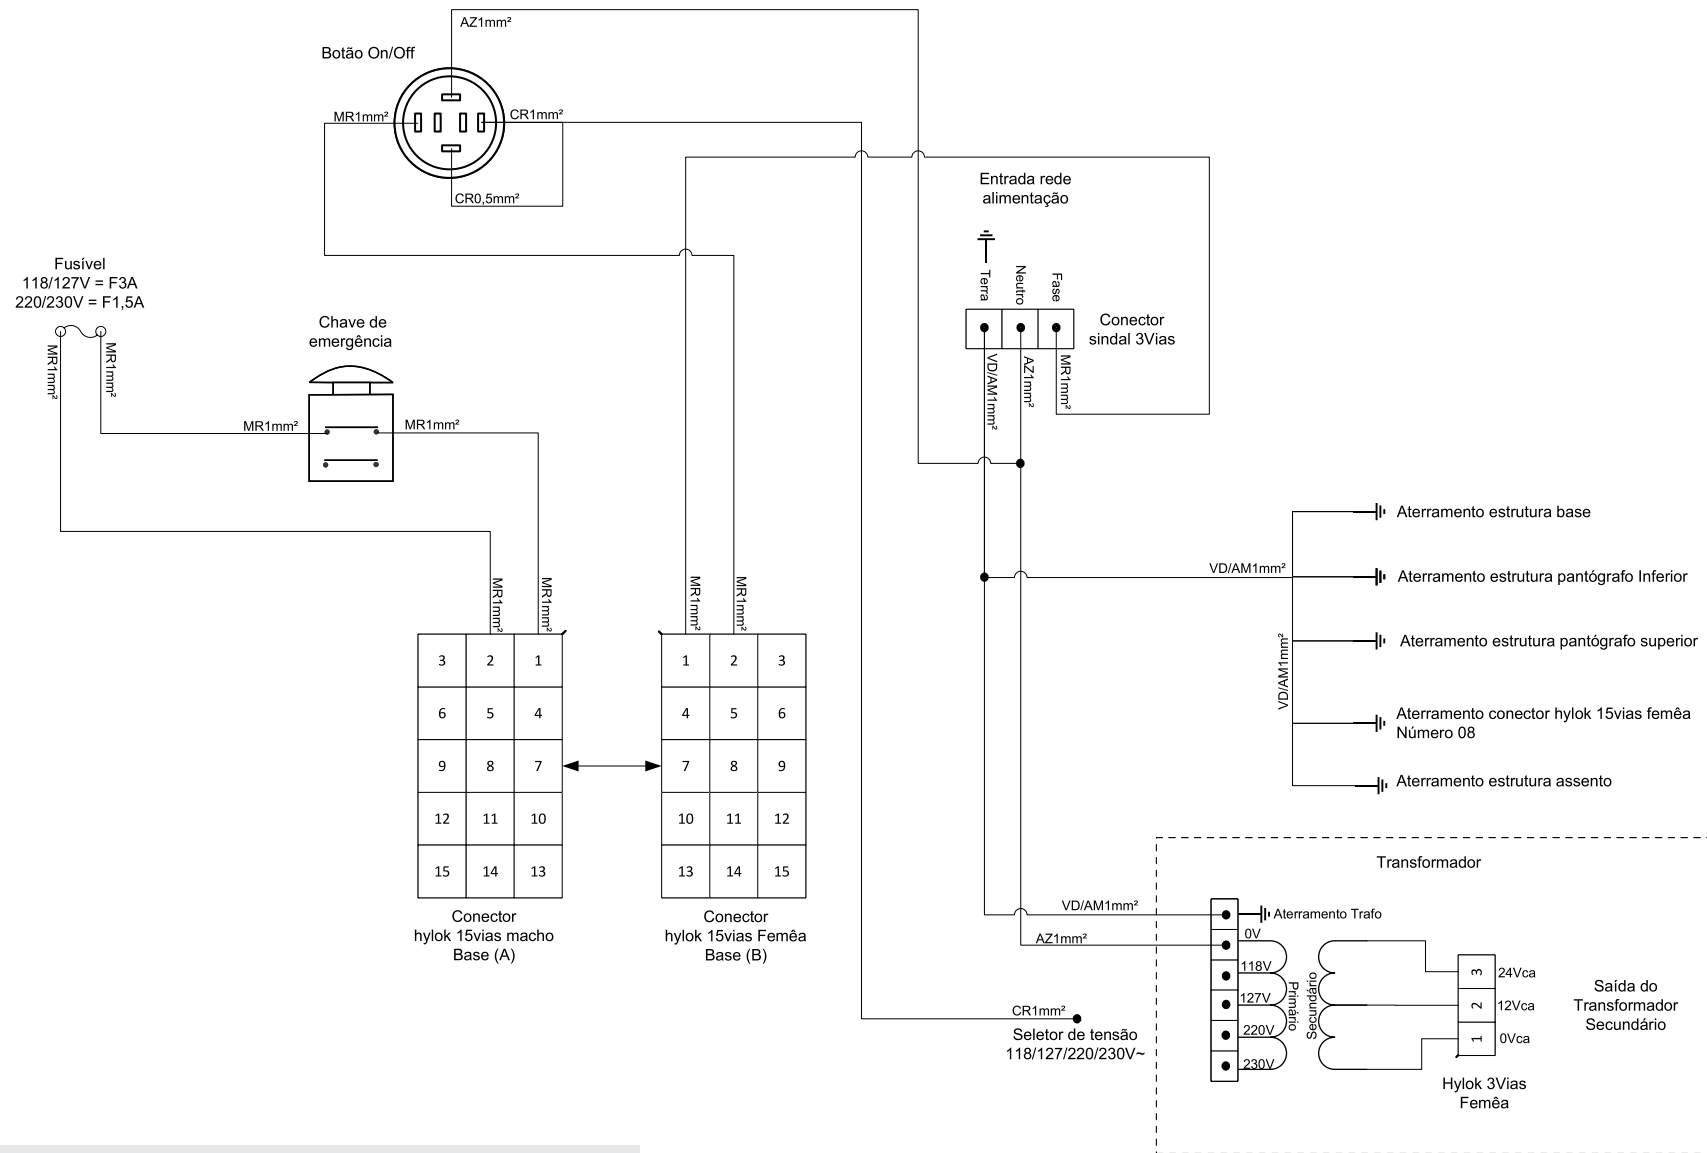 AZ1mm²
Botão On/Off
MR1mm²
CR1mm²
CR0,5mm²
Entrada rede
alimentação
Terra
Neutro
Fase
Conector
sindal 3Vias
VD/AM1mm²
AZ1mm²
MR1mm²
Fusível
118/127V = F3A
220/230V = F1,5A
MR1mm²
MR1mm²
Chave de
emergência
MR1mm²
MR1mm²
MR1mm²
MR1mm²
MR1mm²
MR1mm²
3 2 1
6 5 4
9 8 7
12 11 10
15 14 13
Conector
hylok 15vias macho
Base (A)
1 2 3
4 5 6
7 8 9
10 11 12
13 14 15
Conector
hylok 15vias Femêa
Base (B)
VD/AM1mm²
VD/AM1mm²
Aterramento estrutura base
Aterramento estrutura pantógrafo Inferior
Aterramento estrutura pantógrafo superior
Aterramento conector hylok 15vias femêa
Número 08
Aterramento estrutura assento
Transformador
VD/AM1mm²
Aterramento Trafo
AZ1mm²
0V
118V
127V
220V
230V
Primário
Secundário
3
2
1
24Vca
12Vca
0Vca
Saída do
Transformador
Secundário
Hylok 3Vias
Femêa
CR1mm²
Seletor de tensão
118/127/220/230V~